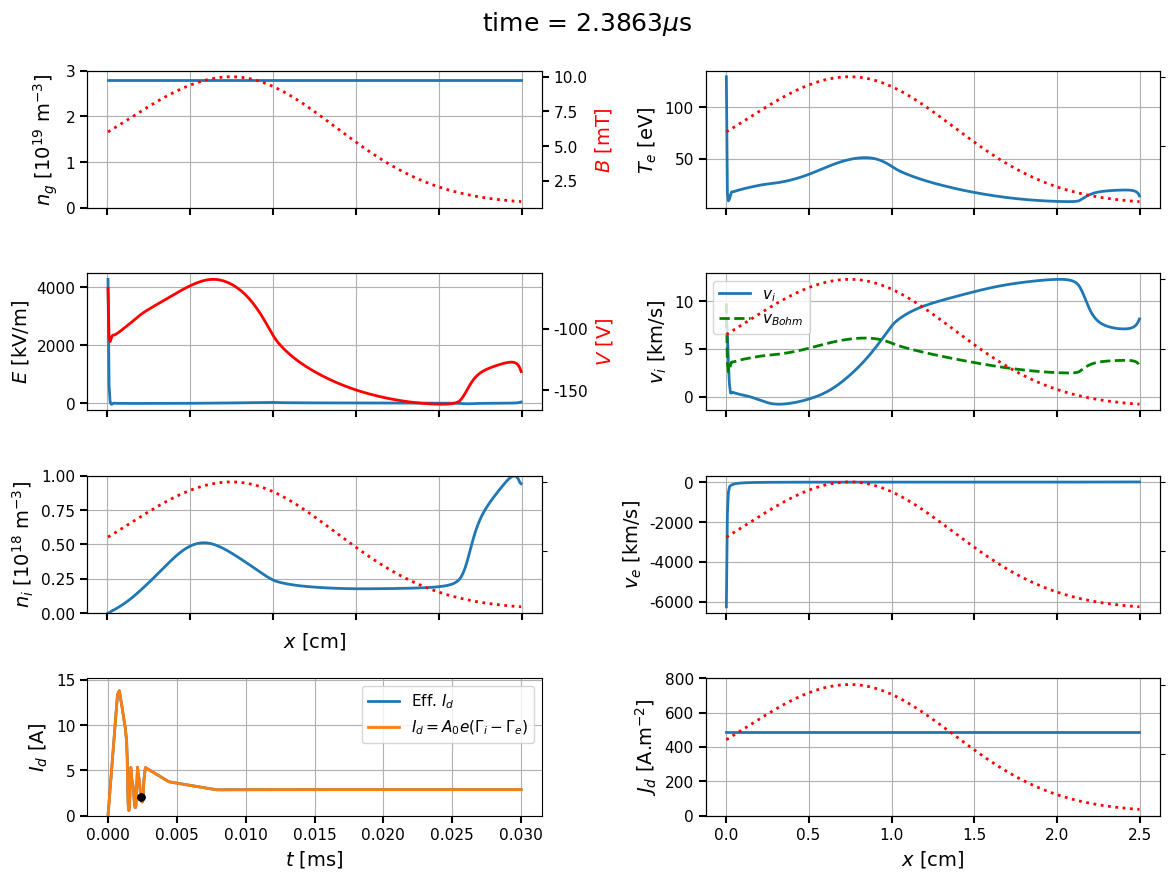 time = 2.3863μs
n_g [10^19 m^−3]
3
2
1
0
10.0
7.5
5.0
2.5
B [mT]
T_e [eV]
100
50
E [kV/m]
4000
2000
0
-100
-150
V [V]
v_i [km/s]
10
5
0
v_i
v_Bohm
n_i [10^18 m^−3]
1.00
0.75
0.50
0.25
0.00
x [cm]
v_e [km/s]
0
-2000
-4000
-6000
I_d [A]
15
10
5
0
Eff. I_d
I_d = A_0e(Γ_i − Γ_e)
0.000 0.005 0.010 0.015 0.020 0.025 0.030
t [ms]
J_d [A.m^−2]
800
600
400
200
0
0.0 0.5 1.0 1.5 2.0 2.5
x [cm]